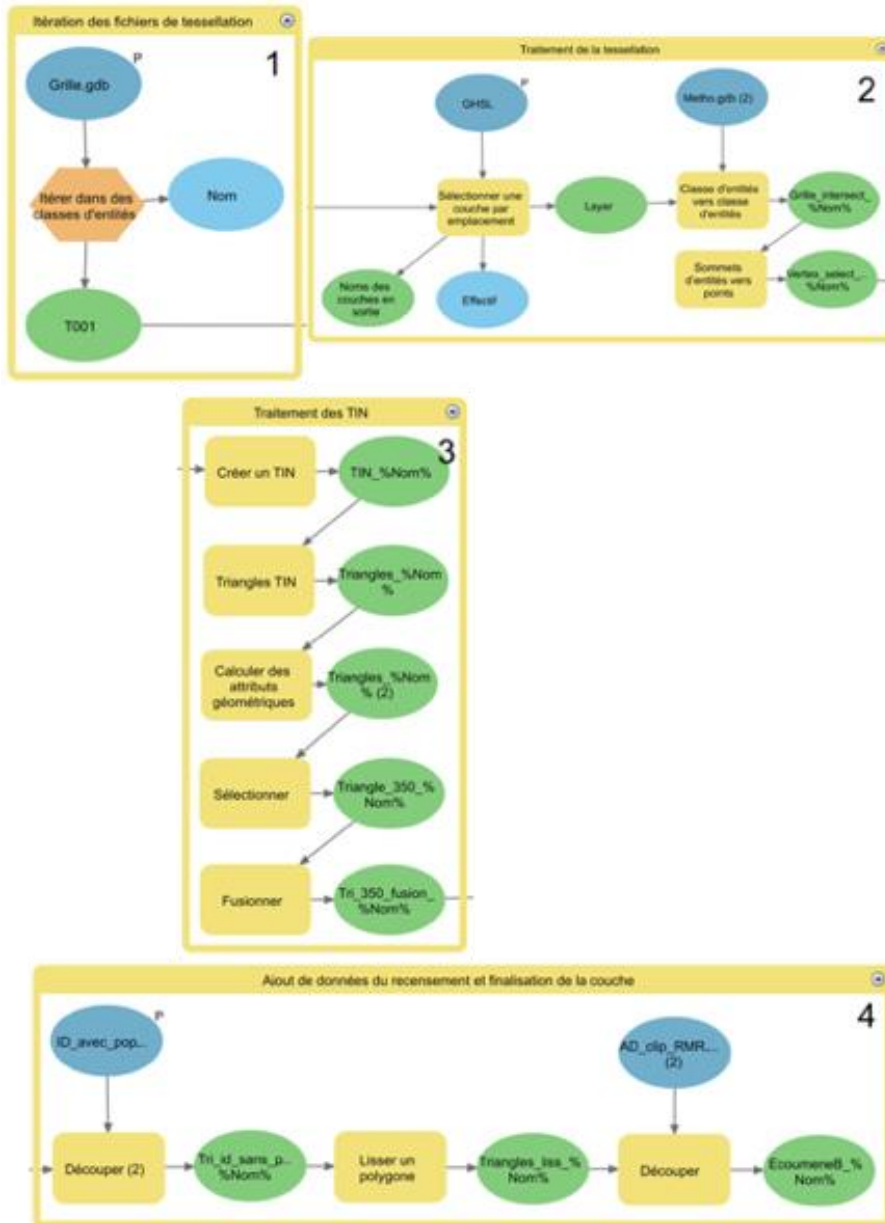 Itération des fichiers de tessellation
1
P
Grille.gdb
Itérer dans des
classes d'entités
Nom
T001
Traitement de la tessellation
2
P
GHSL
Metho.gdb (2)
Sélectionner une
couche par
emplacement
Layer
Classe d'entités
vers classe
d'entités
Grille_intersect_
%Nom%
Noms des
couches en
sortie
Effectif
Sommets
d'entités vers
points
Vertex_select_...
%Nom%
Traitement des TIN
3
Créer un TIN
TIN_%Nom%
Triangles TIN
Triangles_%Nom
%
Calculer des
attributs
géométriques
Triangles_%Nom
% (2)
Sélectionner
Triangle_350_%
Nom%
Fusionner
Tri_350_fusion_
%Nom%
Ajout de données du recensement et finalisation de la couche
4
P
ID_avec_pop...
AD_clip_RMR...
(2)
Découper (2)
Tri_id_sans_p...
%Nom%
Lisser un
polygone
Triangles_liss_%
Nom%
Découper
EcoumeneB_%
Nom%